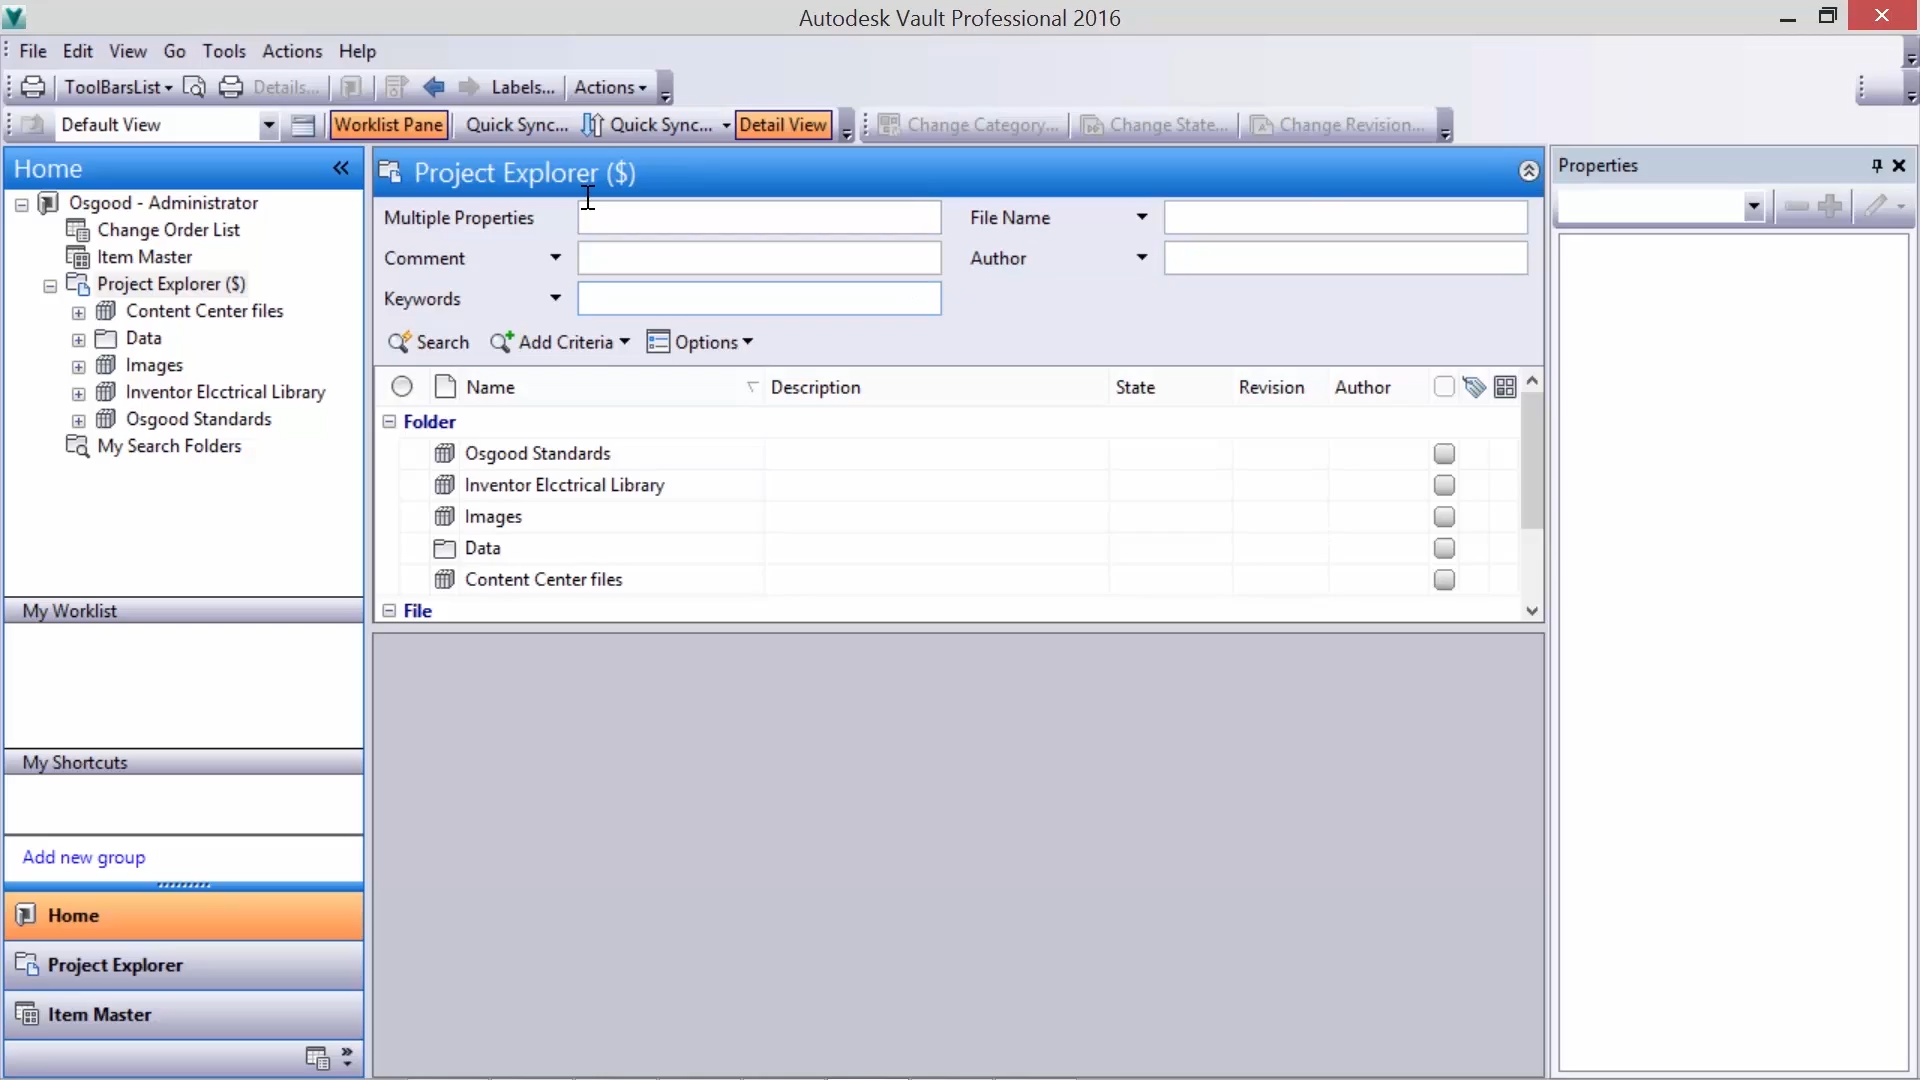 Autodesk Vault Professional 2016
File Edit View Go Tools Actions Help
ToolBarsList Details... Labels... Actions
Default View Worklist Pane Quick Sync... Quick Sync... Detail View Change Category... Change State... Change Revision...
Home
Osgood - Administrator
Change Order List
Item Master
Project Explorer ($)
Content Center files
Data
Images
Inventor Elcctrical Library
Osgood Standards
My Search Folders
My Worklist
My Shortcuts
Add new group
Home
Project Explorer
Item Master
Project Explorer ($)
Multiple Properties File Name
Comment Author
Keywords
Search Add Criteria Options
Name Description State Revision Author
Folder
Osgood Standards
Inventor Elcctrical Library
Images
Data
Content Center files
File
Properties